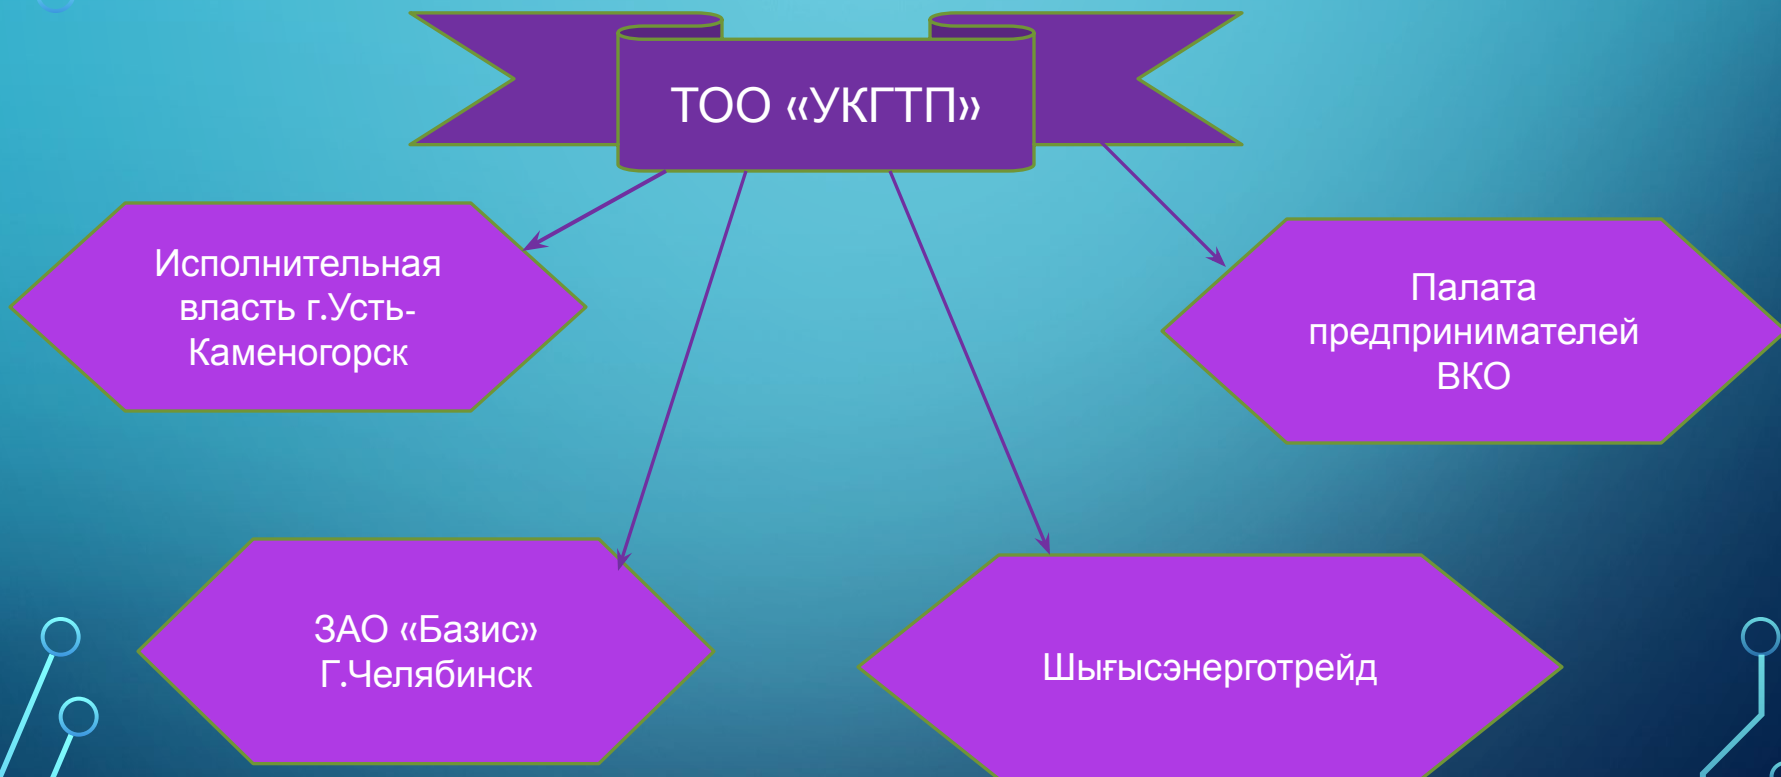 ТОО «УКГТП»
Исполнительная
власть г.Усть-
Каменогорск
Палата
предпринимателей
ВКО
ЗАО «Базис»
Г.Челябинск
Шығысэнерготрейд